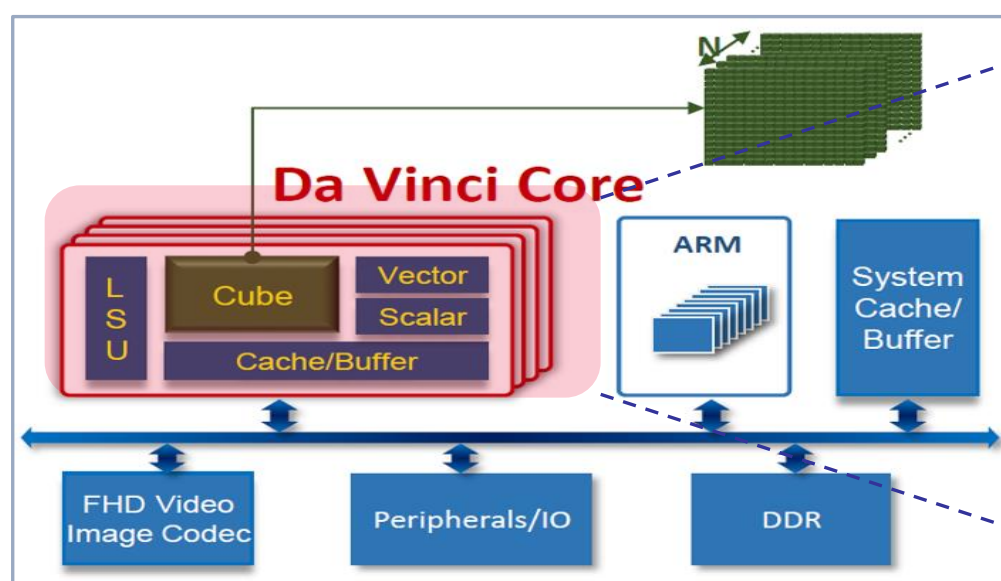 N
Da Vinci Core
L
S
U
Cube
Vector
Scalar
Cache/Buffer
ARM
System
Cache/
Buffer
FHD Video
Image Codec
Peripherals/IO
DDR